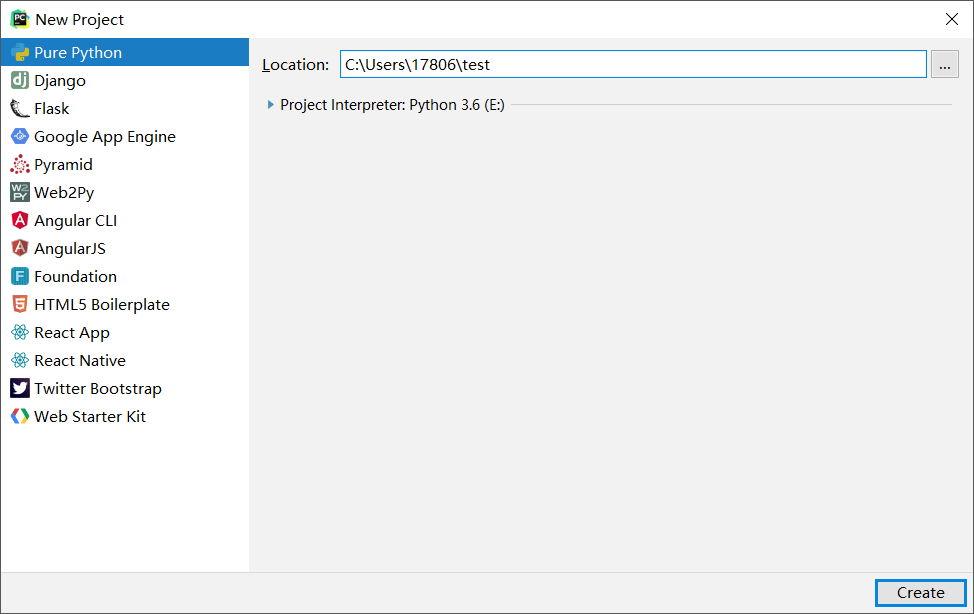 New Project
Pure Python
Django
Flask
Google App Engine
Pyramid
Web2Py
Angular CLI
AngularJS
Foundation
HTML5 Boilerplate
React App
React Native
Twitter Bootstrap
Web Starter Kit
Location: C:\Users\17806\test ...
Project Interpreter: Python 3.6 (E:)
Create